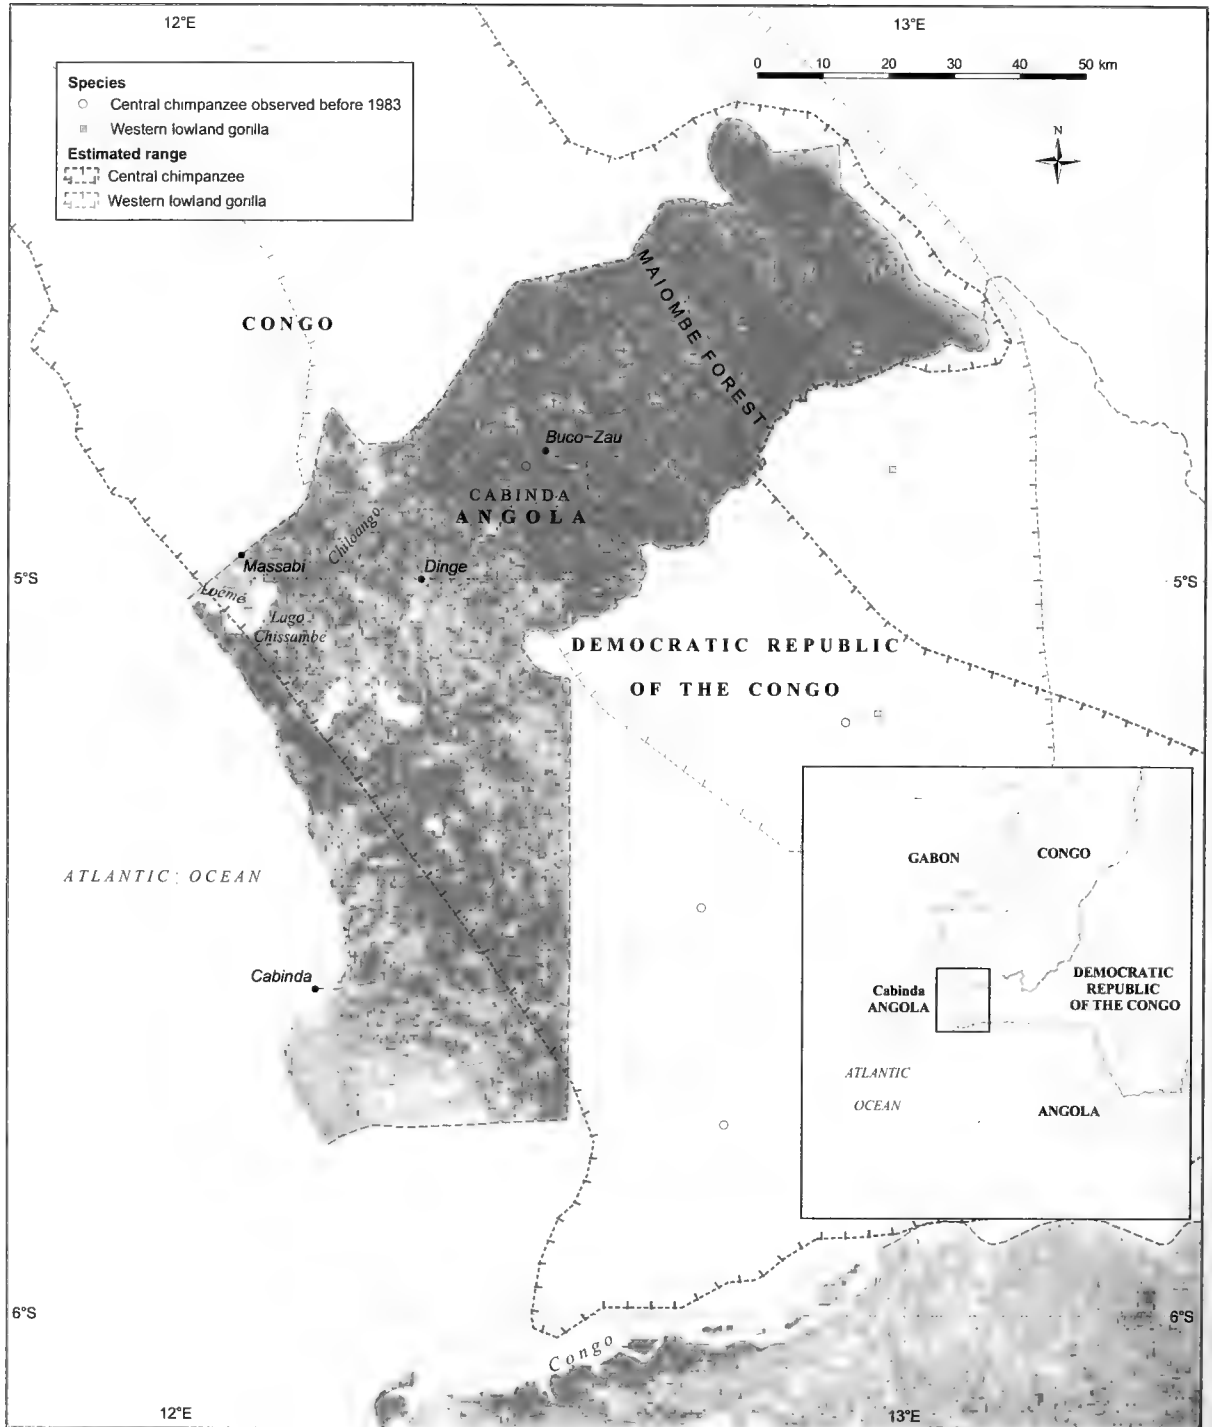 12°E
13°E
0 10 20 30 40 50 km
Species
Central chimpanzee observed before 1983
Western lowland gorilla
Estimated range
Central chimpanzee
Western lowland gorilla
N
MAIOMBE FOREST
CONGO
Buco-Zau
CABINDA
ANGOLA
Chiloango
Massabi
Dinge
5°S
5°S
Loémé
Lago
Chissambe
DEMOCRATIC REPUBLIC
OF THE CONGO
ATLANTIC OCEAN
Cabinda
GABON
CONGO
DEMOCRATIC
REPUBLIC
OF THE CONGO
Cabinda
ANGOLA
ATLANTIC
OCEAN
ANGOLA
6°S
6°S
Congo
12°E
13°E